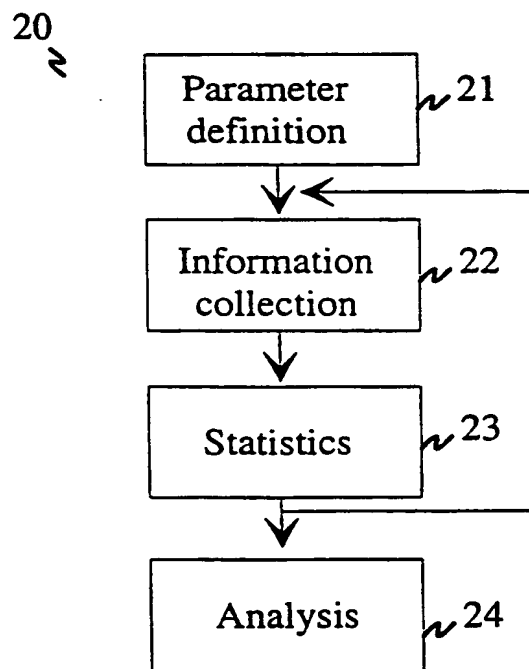 20
Parameter
definition
21
Information
collection
22
Statistics
23
Analysis
24